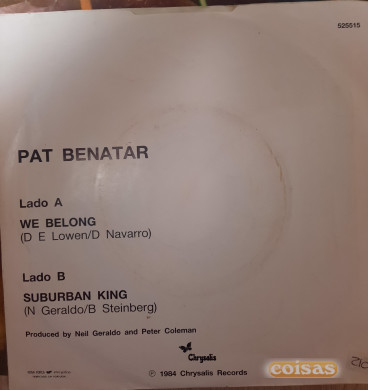 525515
PAT BENATAR
Lado A
WE BELONG
(D E Lowen/D Navarro)
Lado B
SUBURBAN KING
(N Geraldo/B Steinberg)
Produced by Neil Geraldo and Peter Coleman
Chrysalis
℗ 1984 Chrysalis Records
coisas